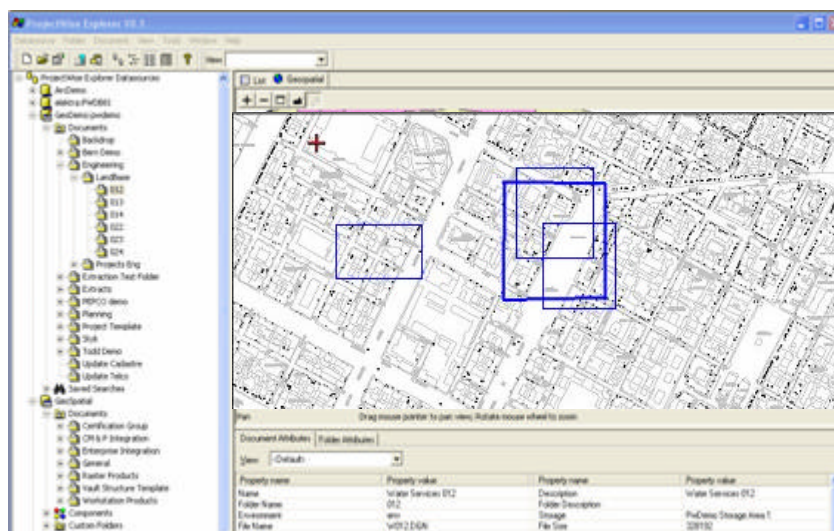 ProjectWise Explorer V8.1
Datasource Folder Document View Tools Window Help
View
ProjectWise Explorer Datasources
ArcDemo
GeoDemo:pwdemo
Documents
Backdrop
Bern Demo
Engineering
LandBase
012
013
014
022
023
024
Projects Eng
Extraction Test Folder
Extracts
PEPCO demo
Planning
Project Template
Todd Demo
Update Cadastre
Update Telco
Saved Searches
GeoSpatial
Documents
Certification Group
CM & P Integration
Enterprise Integration
General
Raster Products
Vault Structure Template
Workstation Products
Components
Custom Folders
List Geospatial
Pan Drag mouse pointer to pan view, Rotate mouse wheel to zoom
Document Attributes Folder Attributes
View: <Default>
Property name Property value Property name Property value
Name Water Services 012 Description Water Services 012
Folder Name 012 Folder Description
Environment env Storage PwDemo Storage Area 1
File Name W012.DGN File Size